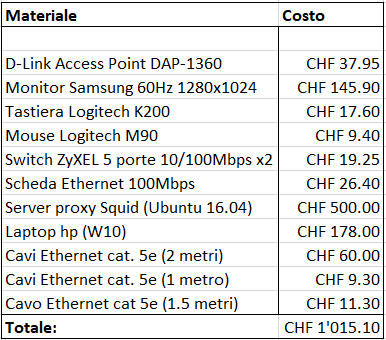 Materiale Costo
D-Link Access Point DAP-1360 CHF 37.95
Monitor Samsung 60Hz 1280x1024 CHF 145.90
Tastiera Logitech K200 CHF 17.60
Mouse Logitech M90 CHF 9.40
Switch ZyXEL 5 porte 10/100Mbps x2 CHF 19.25
Scheda Ethernet 100Mbps CHF 26.40
Server proxy Squid (Ubuntu 16.04) CHF 500.00
Laptop hp (W10) CHF 178.00
Cavi Ethernet cat. 5e (2 metri) CHF 60.00
Cavi Ethernet cat. 5e (1 metro) CHF 9.30
Cavo Ethernet cat 5e (1.5 metri) CHF 11.30
Totale: CHF 1'015.10